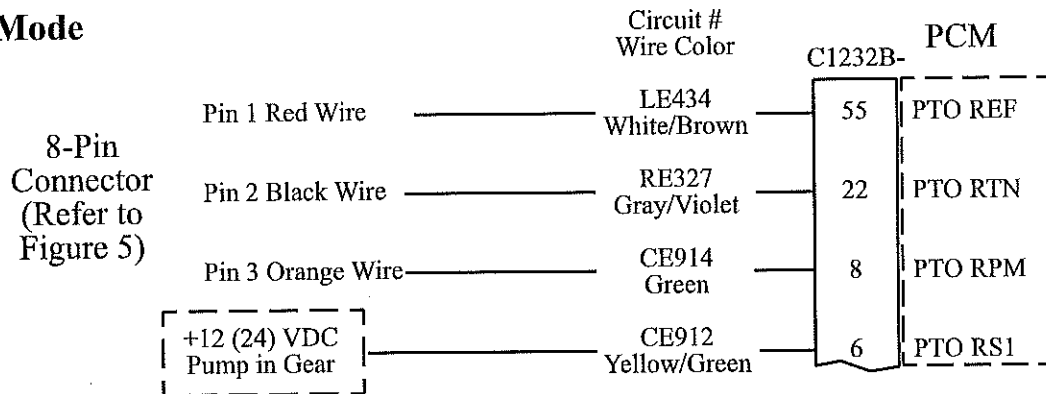 Mode
Circuit #
Wire Color
PCM
C1232B-
8-Pin
Connector
(Refer to
Figure 5)
Pin 1 Red Wire
LE434
White/Brown
55
PTO REF
Pin 2 Black Wire
RE327
Gray/Violet
22
PTO RTN
Pin 3 Orange Wire
CE914
Green
8
PTO RPM
+12 (24) VDC
Pump in Gear
CE912
Yellow/Green
6
PTO RS1